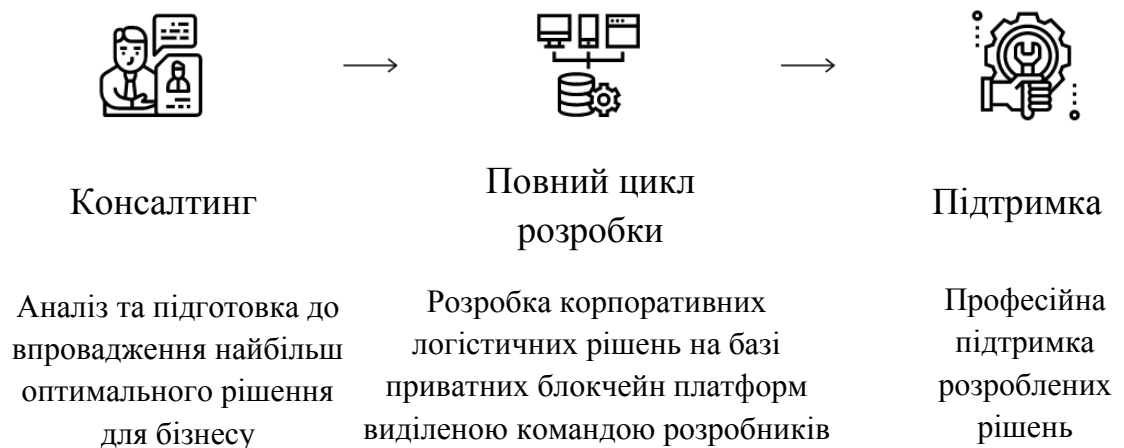 Консалтинг
Аналіз та підготовка до
впровадження найбільш
оптимального рішення
для бізнесу
Повний цикл
розробки
Розробка корпоративних
логістичних рішень на базі
приватних блокчейн платформ
виділеною командою розробників
Підтримка
Професійна
підтримка
розроблених
рішень